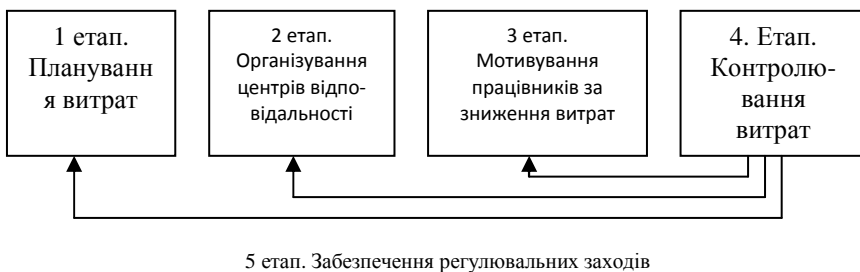 1 етап.
Плануванн
я витрат
2 етап.
Організування
центрів відпо-
відальності
3 етап.
Мотивування
працівників за
зниження витрат
4. Етап.
Контролю-
вання
витрат
5 етап. Забезпечення регулювальних заходів